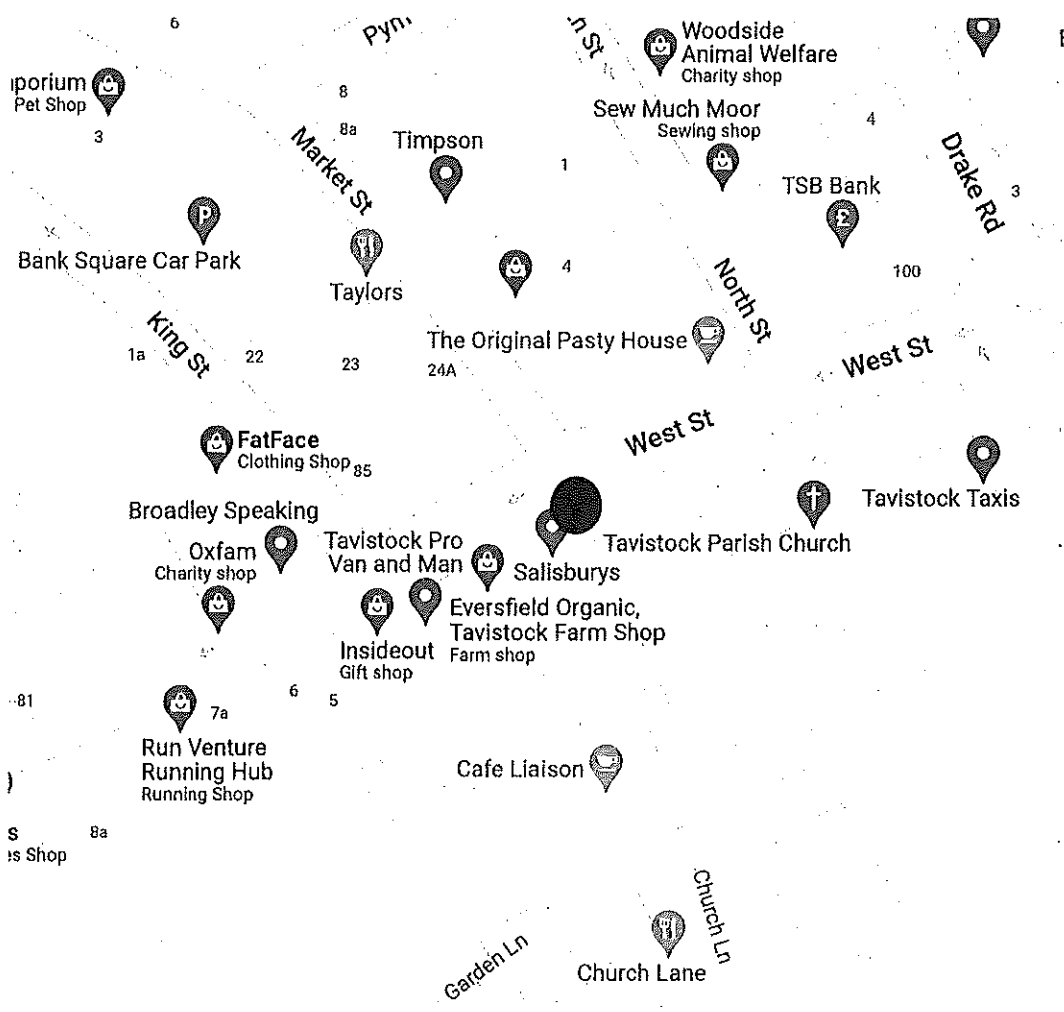 6
Pym
h St
Woodside
Animal Welfare
Charity shop
iporium
Pet Shop
3
8
8a
Market St
Timpson
Sew Much Moor
Sewing shop
1
4
Drake Rd
3
TSB Bank
P
£
Bank Square Car Park
Taylors
4
100
North St
King St
1a
22
23
24A
The Original Pasty House
West St
West St
FatFace
Clothing Shop
85
Broadley Speaking
Oxfam
Charity shop
Tavistock Pro
Van and Man
Salisburys
Tavistock Parish Church
Tavistock Taxis
Insideout
Gift shop
Eversfield Organic,
Tavistock Farm Shop
Farm shop
81
7a
6
5
Run Venture
Running Hub
Running Shop
Cafe Liaison
)
s
es Shop
8a
Church Ln
Garden Ln
Church Lane